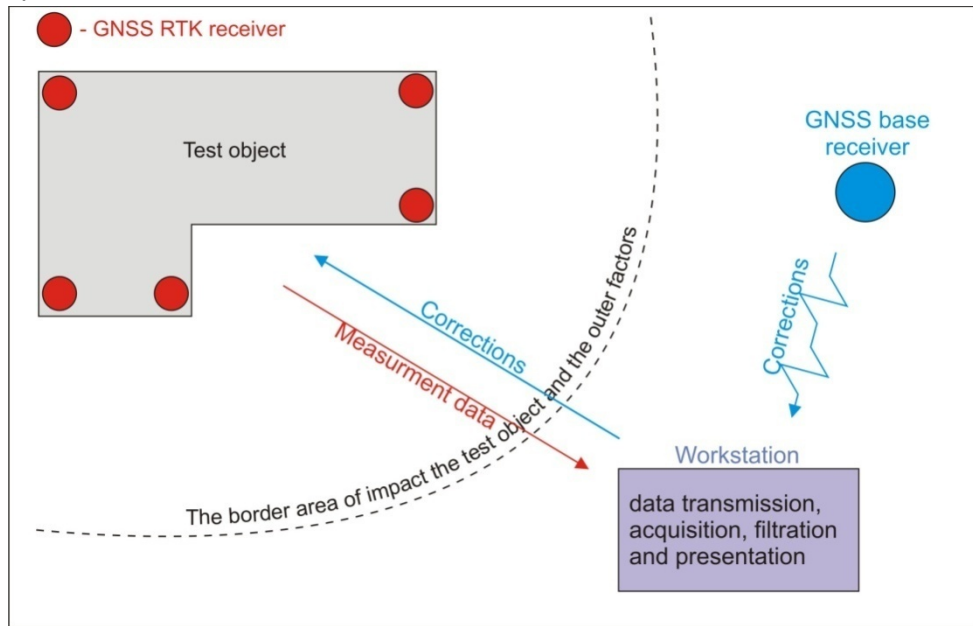 - GNSS RTK receiver
Test object
GNSS base
receiver
Corrections
Corrections
Measurment data
The border area of impact the test object and the outer factors
Workstation
data transmission,
acquisition, filtration
and presentation